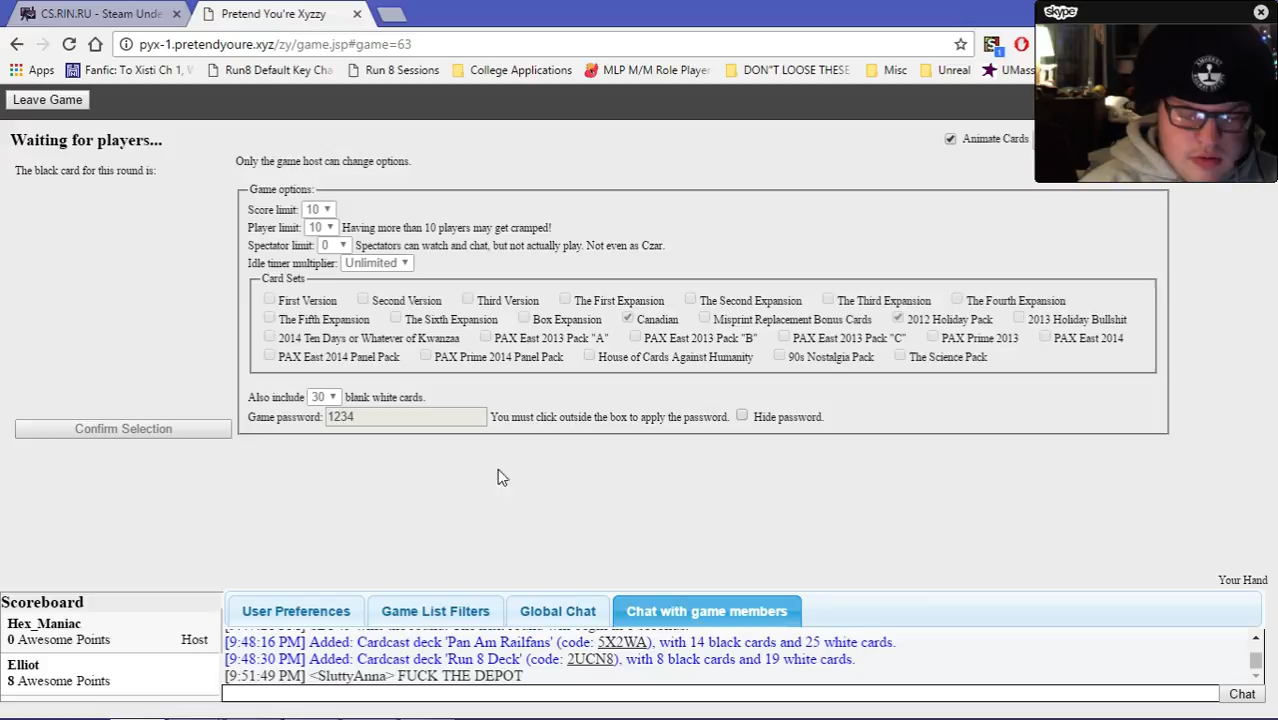 CS.RIN.RU - Steam Unde
Pretend You're Xyzzy
skype
pyx-1.pretendyoure.xyz/zy/game.jsp#game=63
Apps
Fanfic: To Xisti Ch 1,
Run8 Default Key Cha
Run 8 Sessions
College Applications
MLP M/M Role Player
DON"T LOOSE THESE
Misc
Unreal
UMass
Leave Game
Waiting for players...
Animate Cards
The black card for this round is:
Only the game host can change options.
Game options:
Score limit: 10
Player limit: 10 Having more than 10 players may get cramped!
Spectator limit: 0 Spectators can watch and chat, but not actually play. Not even as Czar.
Idle timer multiplier: Unlimited
Card Sets
First Version Second Version Third Version The First Expansion The Second Expansion The Third Expansion The Fourth Expansion
The Fifth Expansion The Sixth Expansion Box Expansion Canadian Misprint Replacement Bonus Cards 2012 Holiday Pack 2013 Holiday Bullshit
2014 Ten Days or Whatever of Kwanzaa PAX East 2013 Pack "A" PAX East 2013 Pack "B" PAX East 2013 Pack "C" PAX Prime 2013 PAX East 2014
PAX East 2014 Panel Pack PAX Prime 2014 Panel Pack House of Cards Against Humanity 90s Nostalgia Pack The Science Pack
Also include 30 blank white cards.
Game password: 1234 You must click outside the box to apply the password. Hide password.
Confirm Selection
Your Hand
Scoreboard
Hex_Maniac
0 Awesome Points Host
Elliot
8 Awesome Points
User Preferences
Game List Filters
Global Chat
Chat with game members
[9:48:16 PM] Added: Cardcast deck 'Pan Am Railfans' (code: 5X2WA), with 14 black cards and 25 white cards.
[9:48:30 PM] Added: Cardcast deck 'Run 8 Deck' (code: 2UCN8), with 8 black cards and 19 white cards.
[9:51:49 PM] <SluttyAnna> FUCK THE DEPOT
Chat